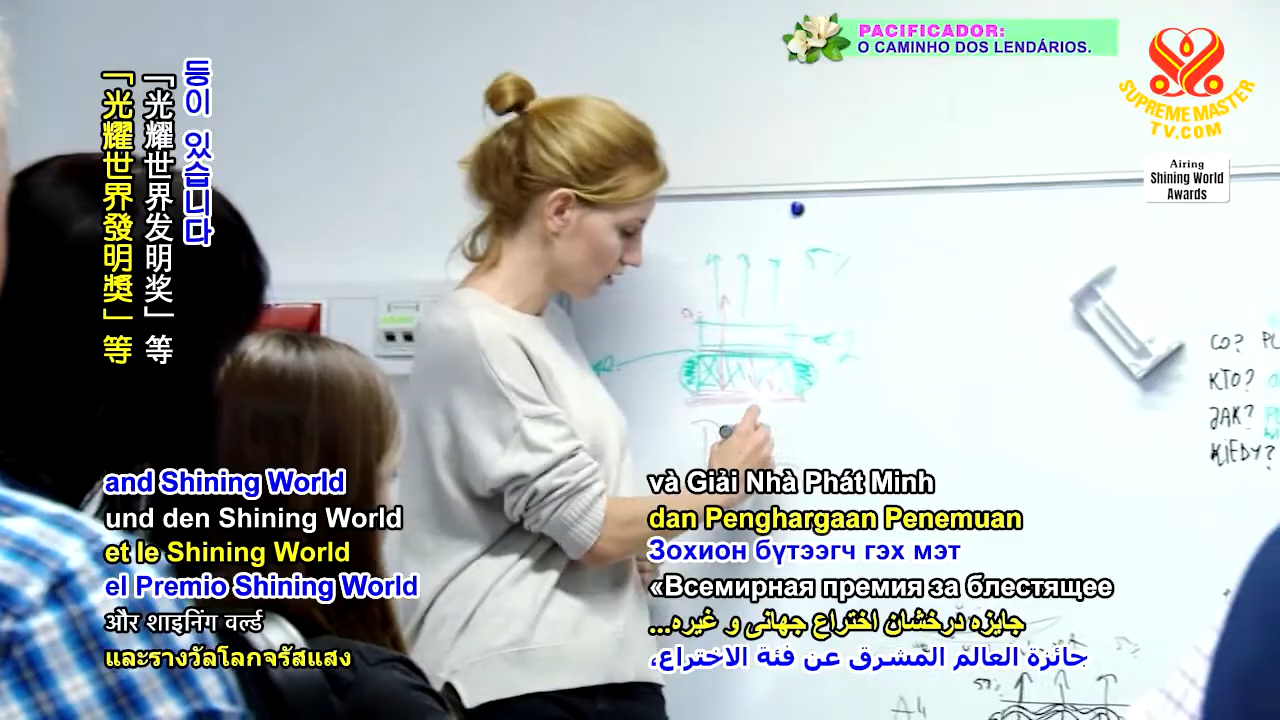 PACIFICADOR:
O CAMINHO DOS LENDÁRIOS.
SUPREME MASTER
TV.COM
Airing
Shining World
Awards
등이 있습니다
「光耀世界发明奖」等
「光耀世界發明獎」等
5%
CO?
KTO?
JAK?
KIEDY?
and Shining World
und den Shining World
et le Shining World
el Premio Shining World
और शाइनिंग वर्ल्ड
และรางวัลโลกจรัสแสง
và Giải Nhà Phát Minh
dan Penghargaan Penemuan
Зохион бүтээгч гэх мэт
«Всемирная премия за блестящее
جایزه درخشان اختراع جهانی و غیره...
جائزة العالم المشرق عن فئة الاختراع،